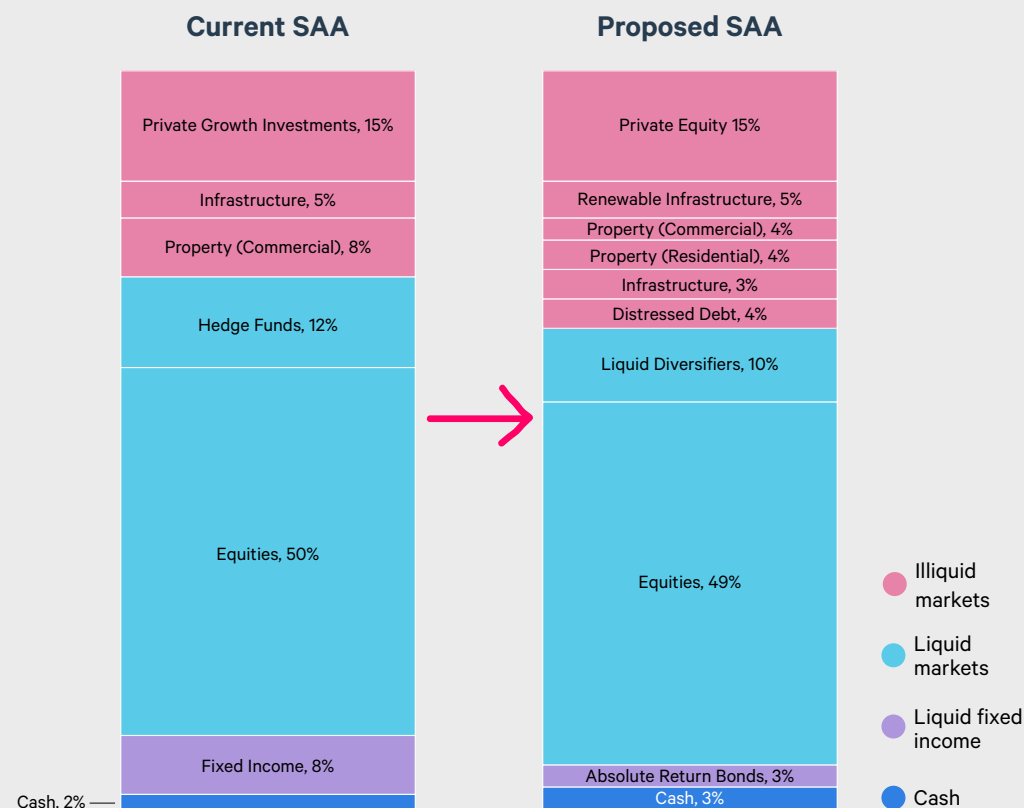 Current SAA
Proposed SAA
Private Growth Investments, 15%
Infrastructure, 5%
Property (Commercial), 8%
Hedge Funds, 12%
Equities, 50%
Fixed Income, 8%
Cash, 2%
Private Equity 15%
Renewable Infrastructure, 5%
Property (Commercial), 4%
Property (Residential), 4%
Infrastructure, 3%
Distressed Debt, 4%
Liquid Diversifiers, 10%
Equities, 49%
Absolute Return Bonds, 3%
Cash, 3%
Illiquid
markets
Liquid
markets
Liquid fixed
income
Cash